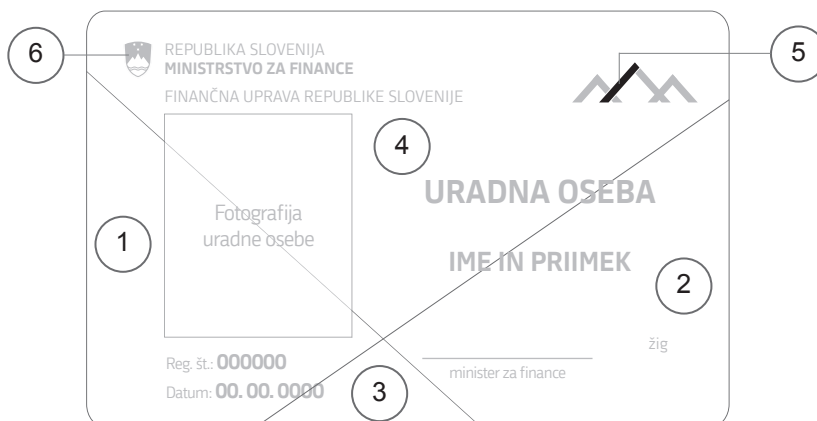 6
REPUBLIKA SLOVENIJA
MINISTRSTVO ZA FINANCE
FINANČNA UPRAVA REPUBLIKE SLOVENIJE
5
4
URADNA OSEBA
1
Fotografija
uradne osebe
IME IN PRIIMEK
2
žig
Reg. št.: 000000
minister za finance
Datum: 00. 00. 0000
3